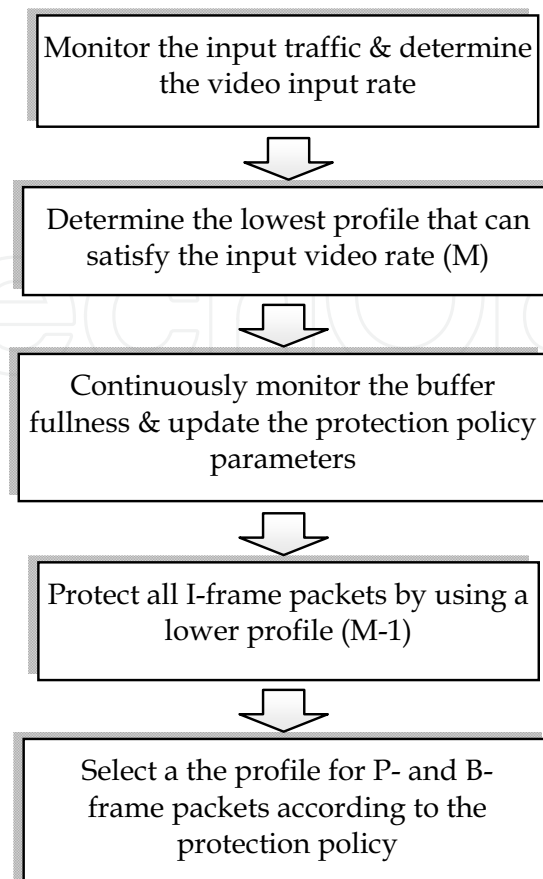 Monitor the input traffic & determine
the video input rate
Determine the lowest profile that can
satisfy the input video rate (M)
Continuously monitor the buffer
fullness & update the protection policy
parameters
Protect all I-frame packets by using a
lower profile (M-1)
Select a the profile for P- and B-
frame packets according to the
protection policy